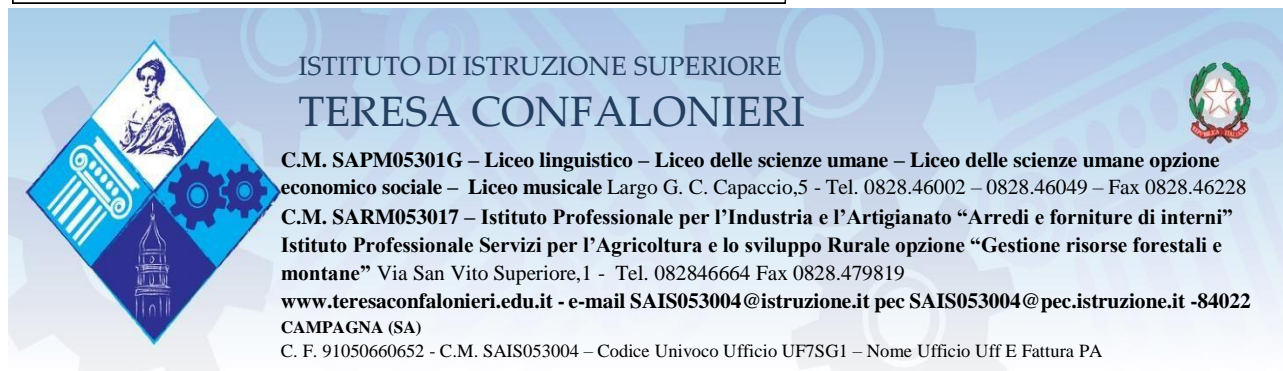 ISTITUTO DI ISTRUZIONE SUPERIORE
TERESA CONFALONIERI
C.M. SAPM05301G – Liceo linguistico – Liceo delle scienze umane – Liceo delle scienze umane opzione
economico sociale – Liceo musicale Largo G. C. Capaccio,5 - Tel. 0828.46002 – 0828.46049 – Fax 0828.46228
C.M. SARM053017 – Istituto Professionale per l’Industria e l’Artigianato “Arredi e forniture di interni”
Istituto Professionale Servizi per l’Agricoltura e lo sviluppo Rurale opzione “Gestione risorse forestali e
montane” Via San Vito Superiore,1 - Tel. 082846664 Fax 0828.479819
www.teresaconfalonieri.edu.it - e-mail SAIS053004@istruzione.it pec SAIS053004@pec.istruzione.it -84022
CAMPAGNA (SA)
C. F. 91050660652 - C.M. SAIS053004 – Codice Univoco Ufficio UF7SG1 – Nome Ufficio Uff E Fattura PA